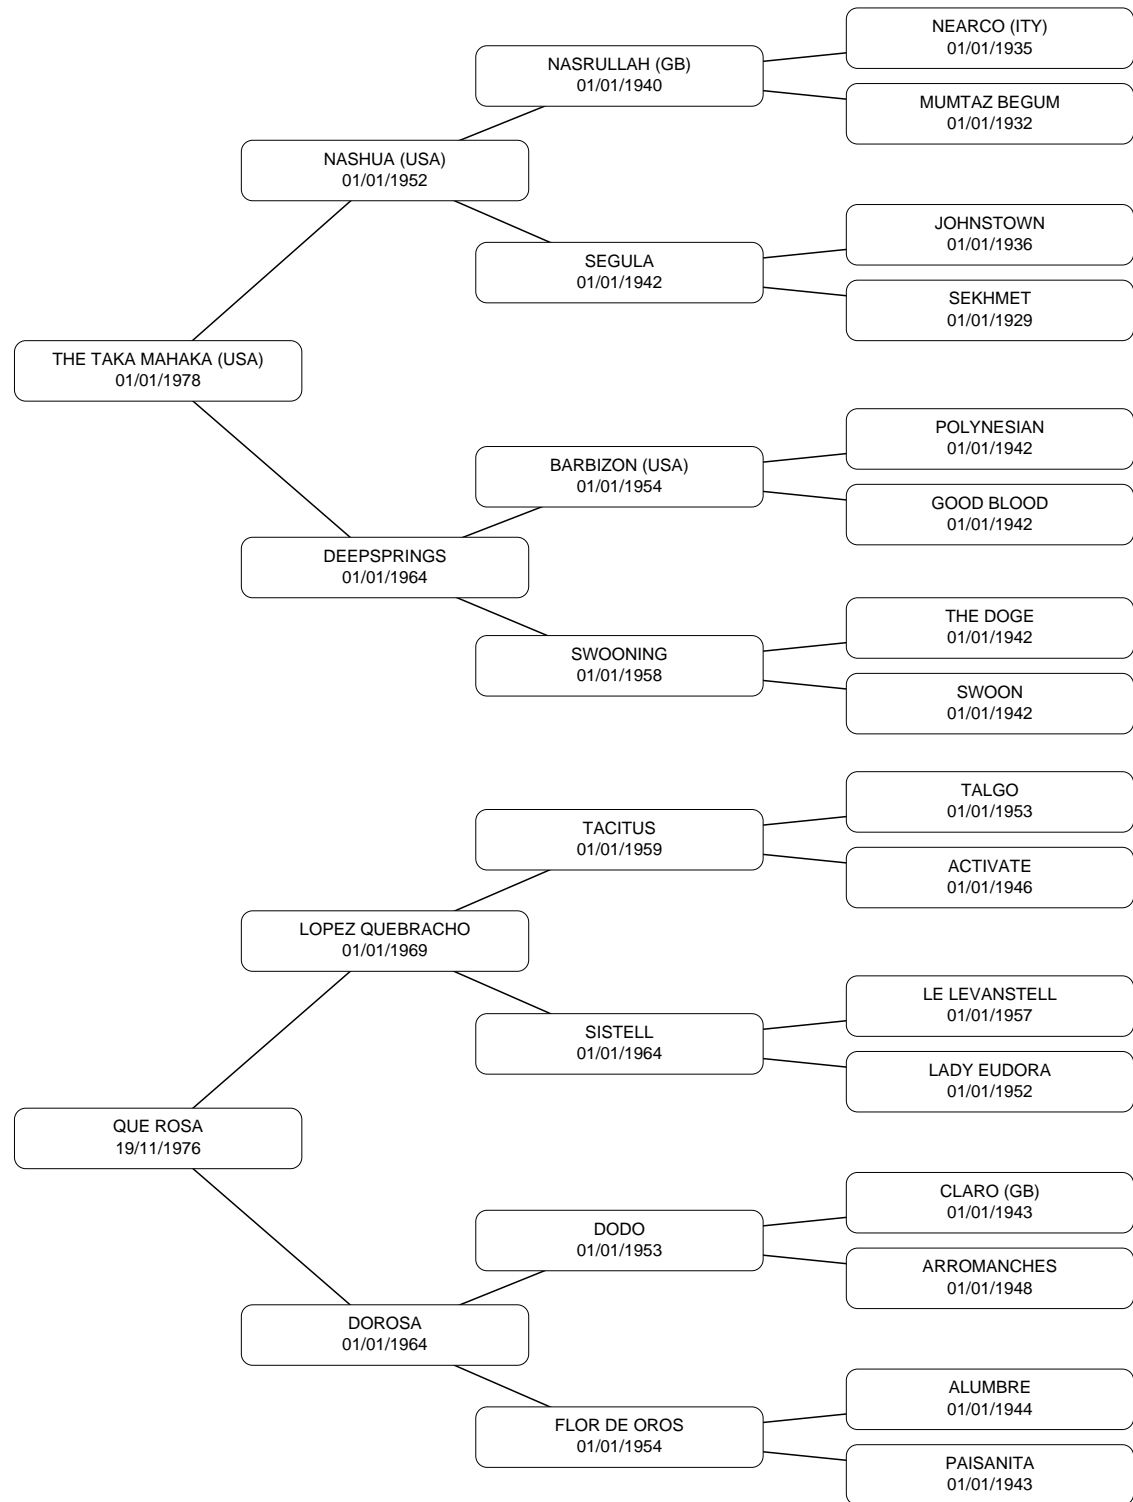 NEARCO (ITY)
01/01/1935
NASRULLAH (GB)
01/01/1940
MUMTAZ BEGUM
01/01/1932
NASHUA (USA)
01/01/1952
JOHNSTOWN
01/01/1936
SEGULA
01/01/1942
SEKHMET
01/01/1929
THE TAKA MAHAKA (USA)
01/01/1978
POLYNESIAN
01/01/1942
BARBIZON (USA)
01/01/1954
GOOD BLOOD
01/01/1942
DEEPSPRINGS
01/01/1964
THE DOGE
01/01/1942
SWOONING
01/01/1958
SWOON
01/01/1942
TALGO
01/01/1953
TACITUS
01/01/1959
ACTIVATE
01/01/1946
LOPEZ QUEBRACHO
01/01/1969
LE LEVANSTELL
01/01/1957
SISTELL
01/01/1964
LADY EUDORA
01/01/1952
QUE ROSA
19/11/1976
CLARO (GB)
01/01/1943
DODO
01/01/1953
ARROMANCHES
01/01/1948
DOROSA
01/01/1964
ALUMBRE
01/01/1944
FLOR DE OROS
01/01/1954
PAISANITA
01/01/1943